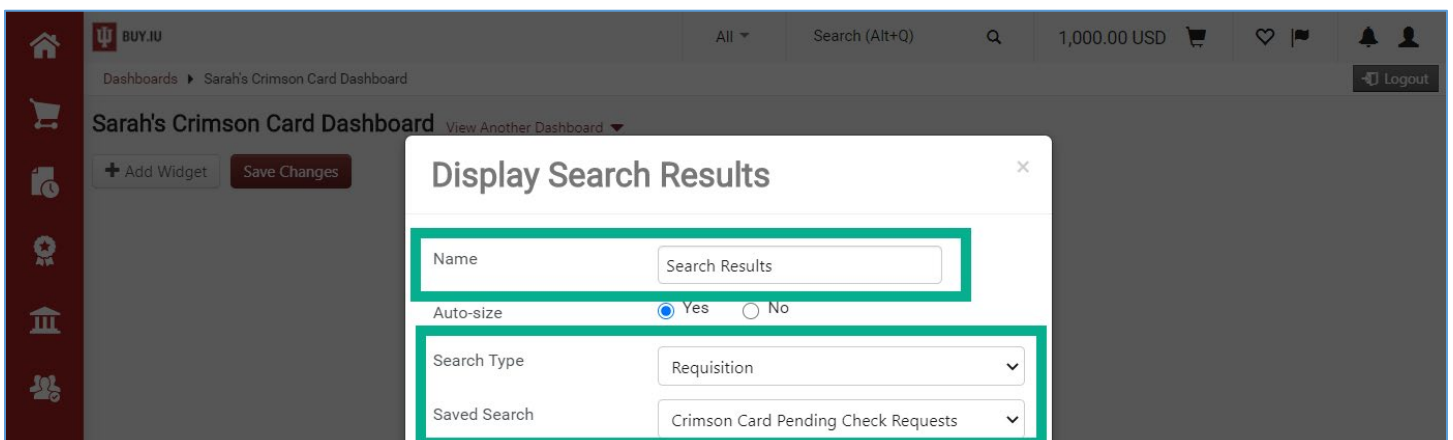 BUY.IU All Search (Alt+Q) 1,000.00 USD
Dashboards Sarah's Crimson Card Dashboard Logout
Sarah's Crimson Card Dashboard View Another Dashboard
Add Widget Save Changes
Display Search Results ×
Name Search Results
Auto-size Yes No
Search Type Requisition
Saved Search Crimson Card Pending Check Requests